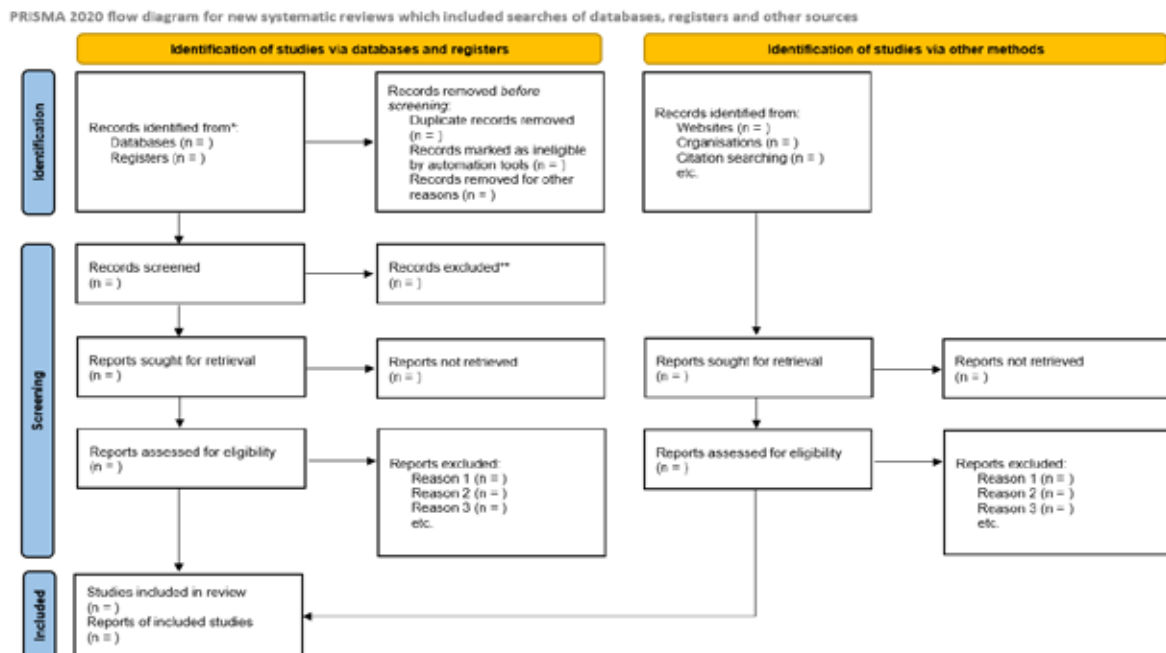 PRISMA 2020 flow diagram for new systematic reviews which included searches of databases, registers and other sources
Identification of studies via databases and registers
Identification of studies via other methods
Identification
Records identified from*:
Databases (n = )
Registers (n = )
Records removed before
screening:
Duplicate records removed
(n = )
Records marked as ineligible
by automation tools (n = )
Records removed for other
reasons (n = )
Records identified from:
Websites (n = )
Organisations (n = )
Citation searching (n = )
etc.
Screening
Records screened
(n = )
Records excluded**
(n = )
Reports sought for retrieval
(n = )
Reports not retrieved
(n = )
Reports sought for retrieval
(n = )
Reports not retrieved
(n = )
Reports assessed for eligibility
(n = )
Reports excluded:
Reason 1 (n = )
Reason 2 (n = )
Reason 3 (n = )
etc.
Reports assessed for eligibility
(n = )
Reports excluded:
Reason 1 (n = )
Reason 2 (n = )
Reason 3 (n = )
etc.
Included
Studies included in review
(n = )
Reports of included studies
(n = )